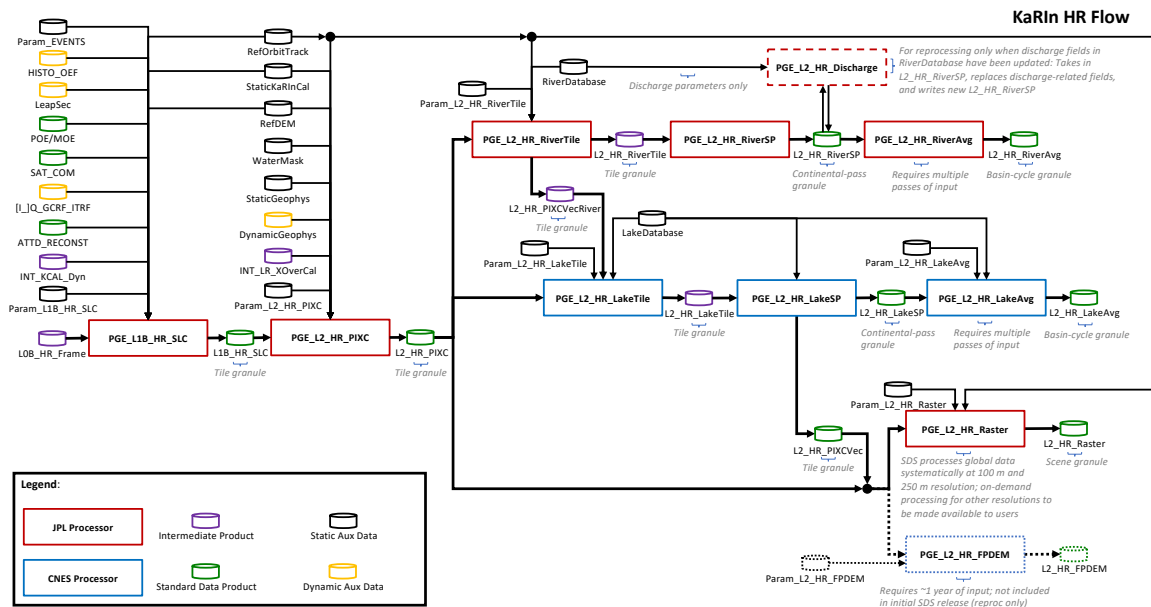 KaRIn HR Flow
Param_EVENTS
HISTO_OEF
LeapSec
POE/MOE
SAT_COM
[I_]Q_GCRF_ITRF
ATTD_RECONST
INT_KCAL_Dyn
Param_L1B_HR_SLC
L0B_HR_Frame
PGE_L1B_HR_SLC
L1B_HR_SLC
Tile granule
RefOrbitTrack
StaticKaRInCal
RefDEM
WaterMask
StaticGeophys
DynamicGeophys
INT_LR_XOverCal
Param_L2_HR_PIXC
PGE_L2_HR_PIXC
L2_HR_PIXC
Tile granule
RiverDatabase
Param_L2_HR_RiverTile
Discharge parameters only
PGE_L2_HR_Discharge
For reprocessing only when discharge fields in
RiverDatabase have been updated: Takes in
L2_HR_RiverSP, replaces discharge-related fields,
and writes new L2_HR_RiverSP
PGE_L2_HR_RiverTile
L2_HR_RiverTile
Tile granule
PGE_L2_HR_RiverSP
L2_HR_RiverSP
Continental-pass
granule
PGE_L2_HR_RiverAvg
Requires multiple
passes of input
L2_HR_RiverAvg
Basin-cycle granule
L2_HR_PIXCVecRiver
Tile granule
LakeDatabase
Param_L2_HR_LakeTile
Param_L2_HR_LakeAvg
PGE_L2_HR_LakeTile
L2_HR_LakeTile
Tile granule
PGE_L2_HR_LakeSP
L2_HR_LakeSP
Continental-pass
granule
PGE_L2_HR_LakeAvg
Requires multiple
passes of input
L2_HR_LakeAvg
Basin-cycle granule
Param_L2_HR_Raster
PGE_L2_HR_Raster
L2_HR_Raster
Scene granule
L2_HR_PIXCVec
Tile granule
SDS processes global data
systematically at 100 m and
250 m resolution; on-demand
processing for other resolutions to
be made available to users
Param_L2_HR_FPDEM
PGE_L2_HR_FPDEM
L2_HR_FPDEM
Requires ~1 year of input; not included
in initial SDS release (reproc only)
Legend:
JPL Processor
Intermediate Product
Static Aux Data
CNES Processor
Standard Data Product
Dynamic Aux Data